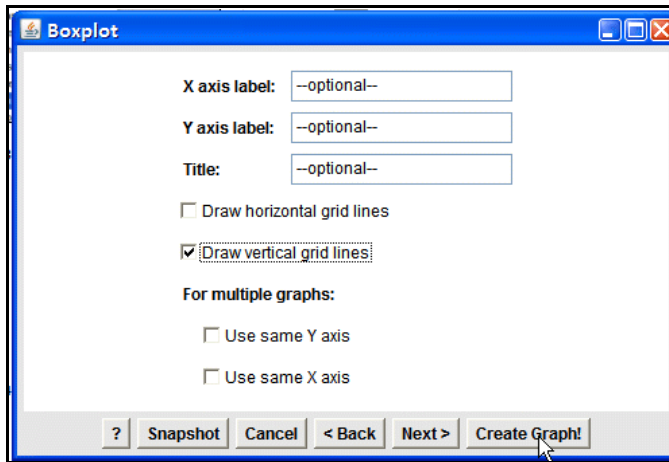 Boxplot
X axis label: --optional--
Y axis label: --optional--
Title: --optional--
Draw horizontal grid lines
Draw vertical grid lines
For multiple graphs:
Use same Y axis
Use same X axis
? Snapshot Cancel < Back Next > Create Graph!